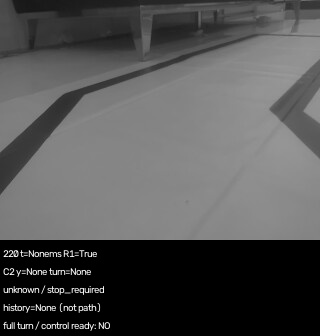 220 t=Nonems R1=True
C2 y=None turn=None
unknown / stop_required
history=None (not path)
full turn / control ready: NO